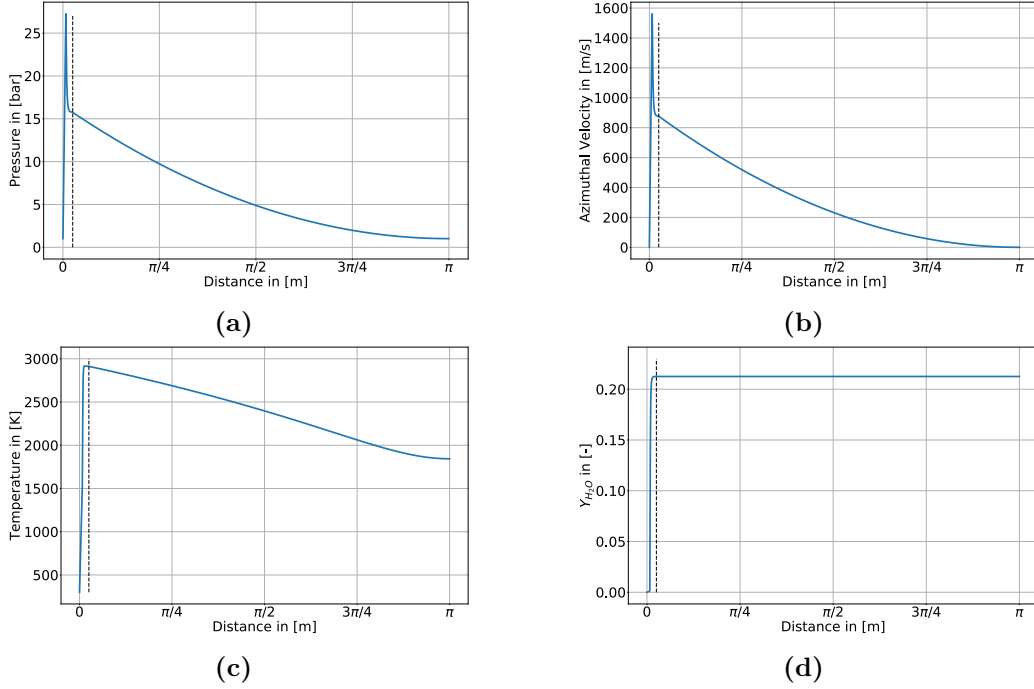 25
20
15
10
5
0
Pressure in [bar]
0 π/4 π/2 3π/4 π
Distance in [m]
(a)
1600
1400
1200
1000
800
600
400
200
0
Azimuthal Velocity in [m/s]
0 π/4 π/2 3π/4 π
Distance in [m]
(b)
3000
2500
2000
1500
1000
500
Temperature in [K]
0 π/4 π/2 3π/4 π
Distance in [m]
(c)
0.20
0.15
0.10
0.05
0.00
Y_{H_2O} in [-]
0 π/4 π/2 3π/4 π
Distance in [m]
(d)